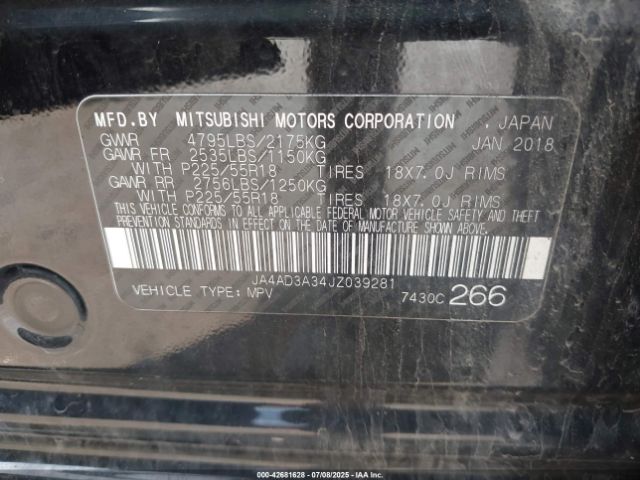 MFD.BY MITSUBISHI MOTORS CORPORATION , JAPAN
GVWR 4795LBS/2175KG JAN 2018
GAWR FR 2535LBS/1150KG
WITH P225/55R18 TIRES 18X7.0J RIMS
GAWR RR 2756LBS/1250KG
WITH P225/55R18 TIRES 18X7.0J RIMS
THIS VEHICLE CONFORMS TO ALL APPLICABLE FEDERAL MOTOR VEHICLE SAFETY AND THEFT
PREVENTION STANDARDS IN EFFECT ON THE DATE OF MANUFACTURE SHOWN ABOVE.
JA4AD3A34JZ039281
VEHICLE TYPE: MPV 7430C 266
000-42681628 - 07/08/2025 - IAA Inc.